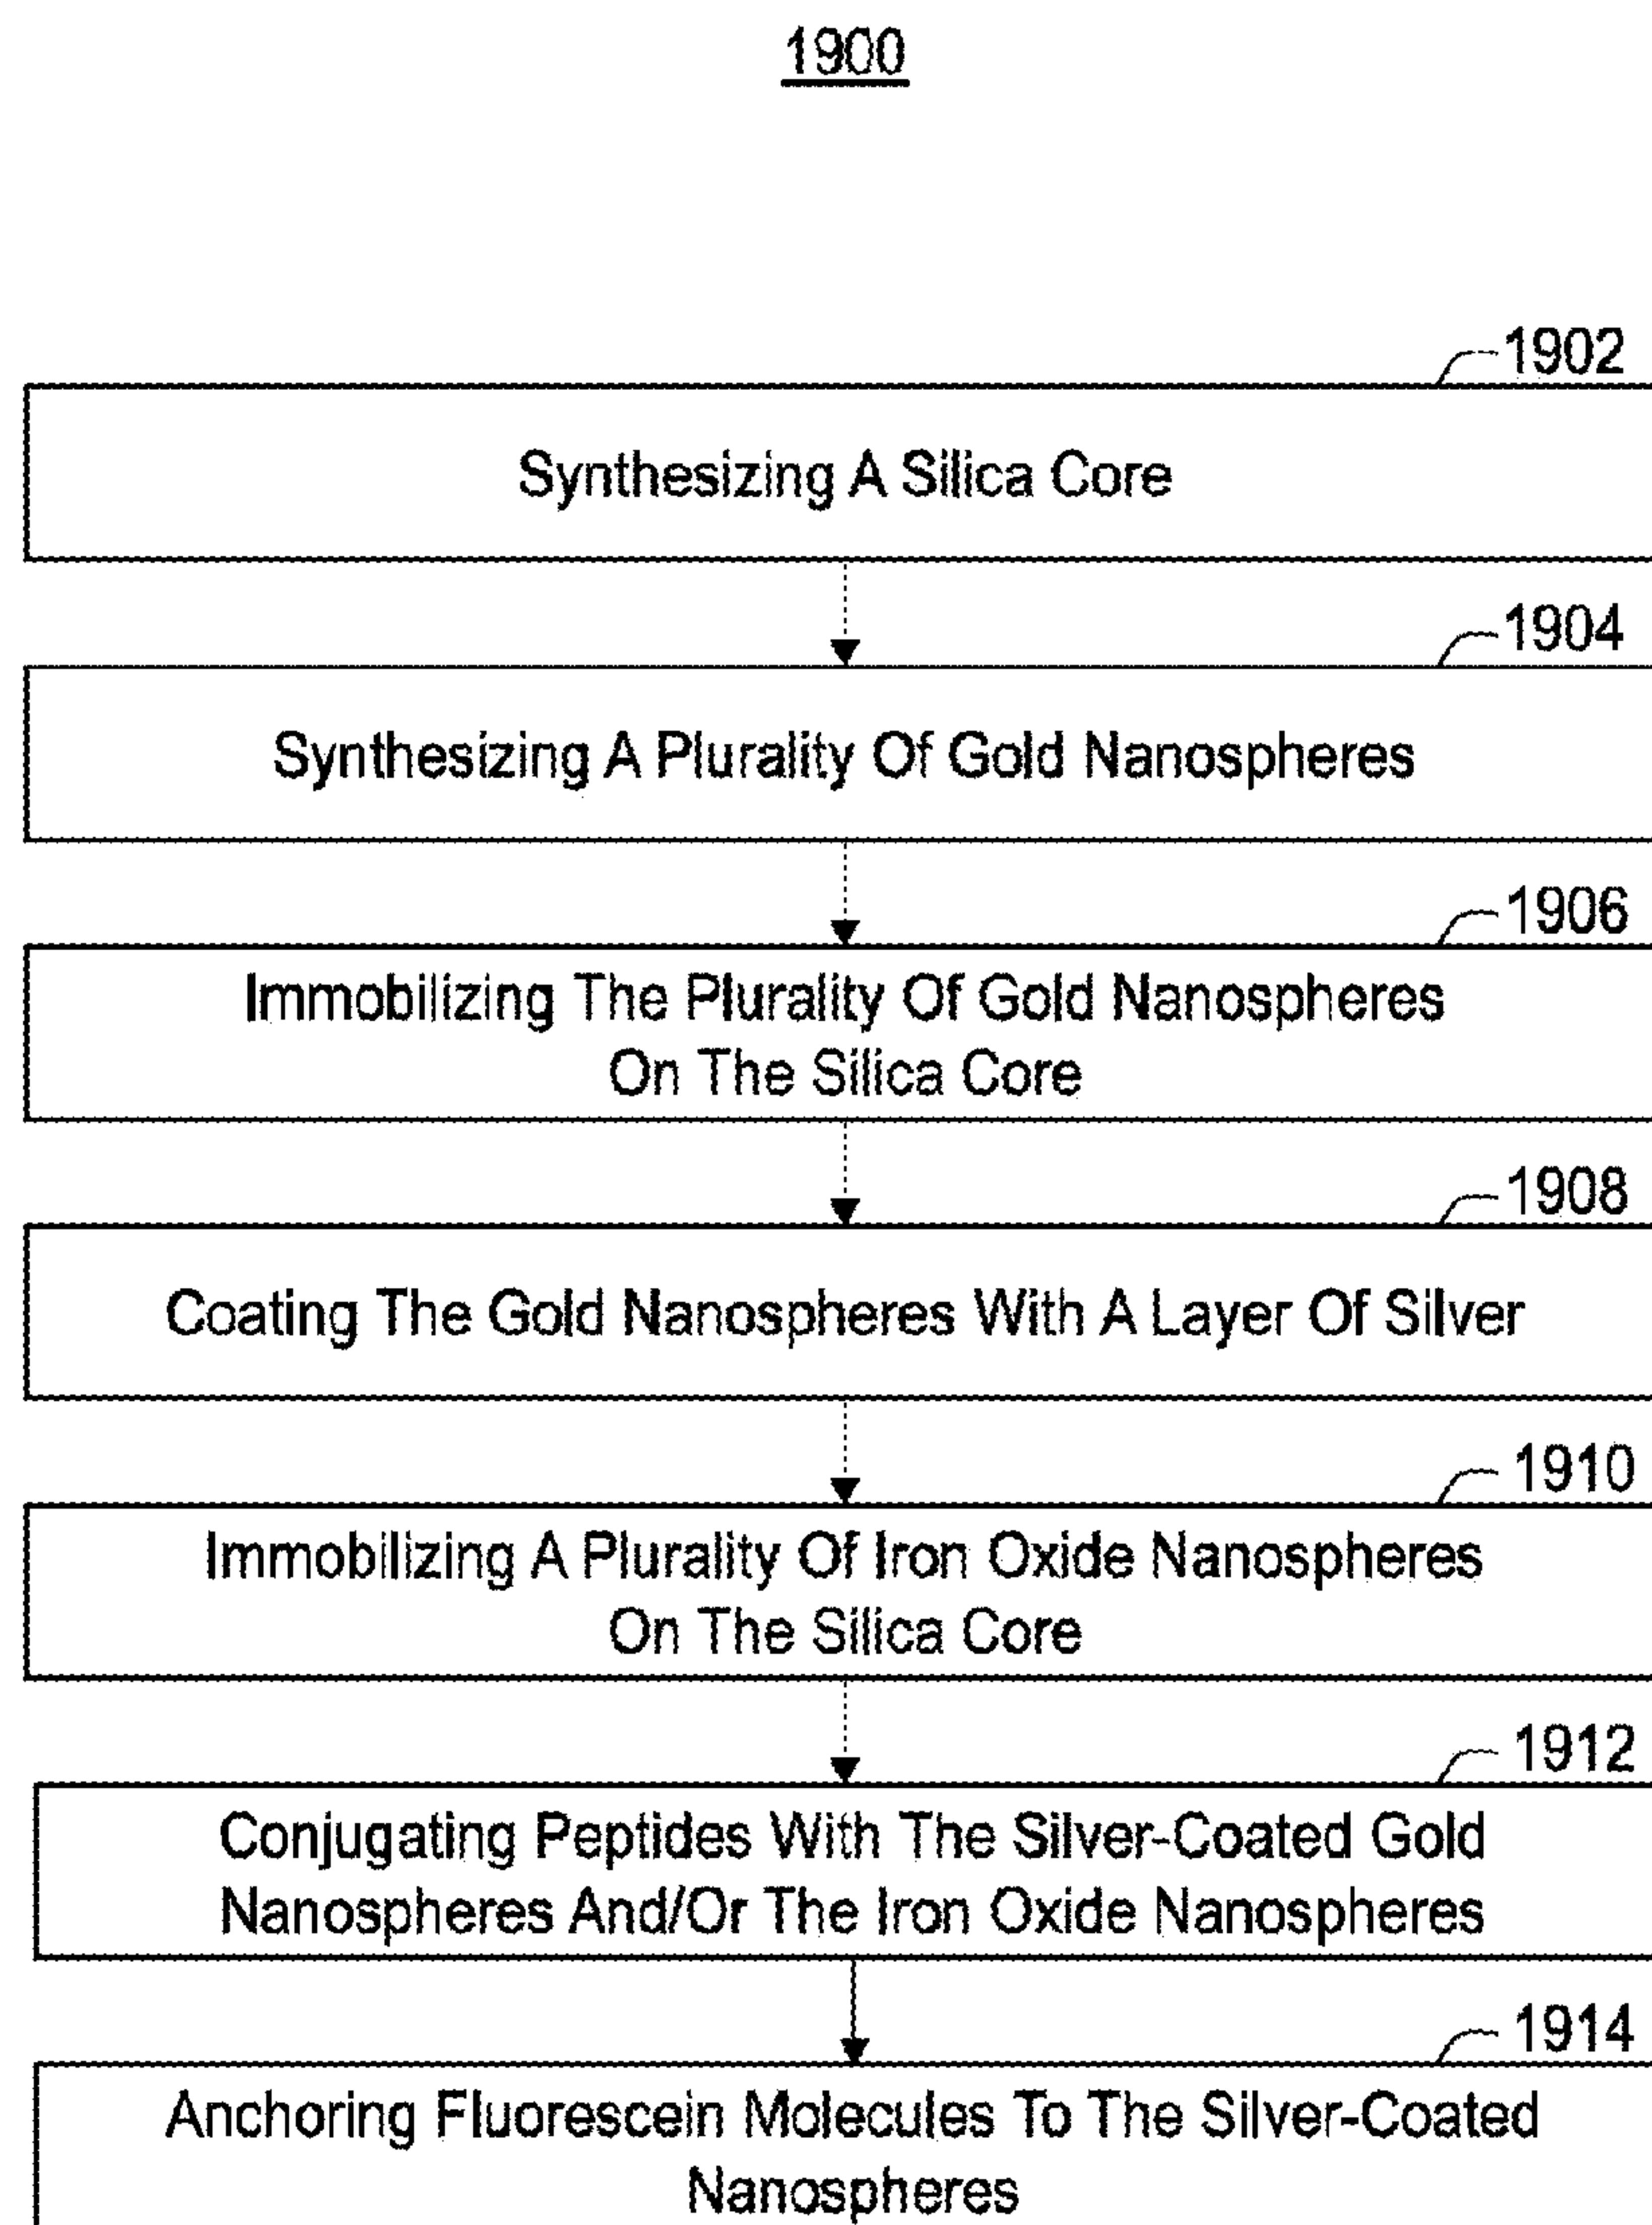 1900
1902
Synthesizing A Silica Core
1904
Synthesizing A Plurality Of Gold Nanospheres
1906
Immobilizing The Plurality Of Gold Nanospheres
On The Silica Core
1908
Coating The Gold Nanospheres With A Layer Of Silver
1910
Immobilizing A Plurality Of Iron Oxide Nanospheres
On The Silica Core
1912
Conjugating Peptides With The Silver-Coated Gold
Nanospheres And/Or The Iron Oxide Nanospheres
1914
Anchoring Fluorescein Molecules To The Silver-Coated
Nanospheres